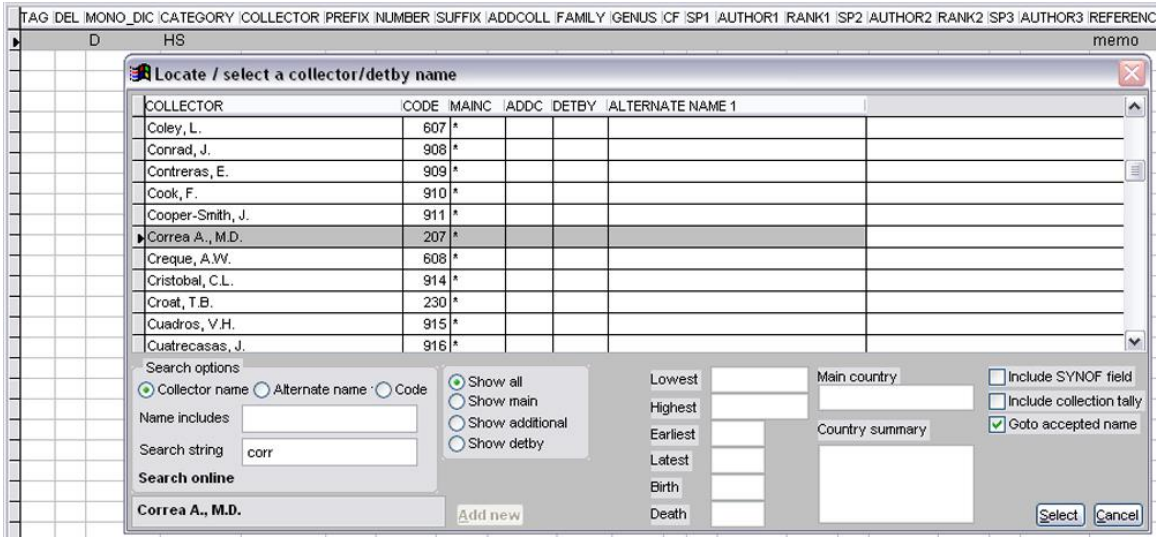 TAG DEL MONO_DIC CATEGORY COLLECTOR PREFIX NUMBER SUFFIX ADDCOLL FAMILY GENUS CF SP1 AUTHOR1 RANK1 SP2 AUTHOR2 RANK2 SP3 AUTHOR3 REFERENC
D HS memo
Locate / select a collector/detby name
COLLECTOR CODE MAINC ADDC DETBY ALTERNATE NAME 1
Coley, L. 607 *
Conrad, J. 908 *
Contreras, E. 909 *
Cook, F. 910 *
Cooper-Smith, J. 911 *
Correa A., M.D. 207 *
Creque, A.W. 608 *
Cristobal, C.L. 914 *
Croat, T.B. 230 *
Cuadros, V.H. 915 *
Cuatrecasas, J. 916 *
Search options
Collector name Alternate name Code
Name includes
Search string corr
Search online
Correa A., M.D.
Show all
Show main
Show additional
Show detby
Add new
Lowest
Highest
Earliest
Latest
Birth
Death
Main country
Country summary
Include SYNOF field
Include collection tally
Goto accepted name
Select Cancel